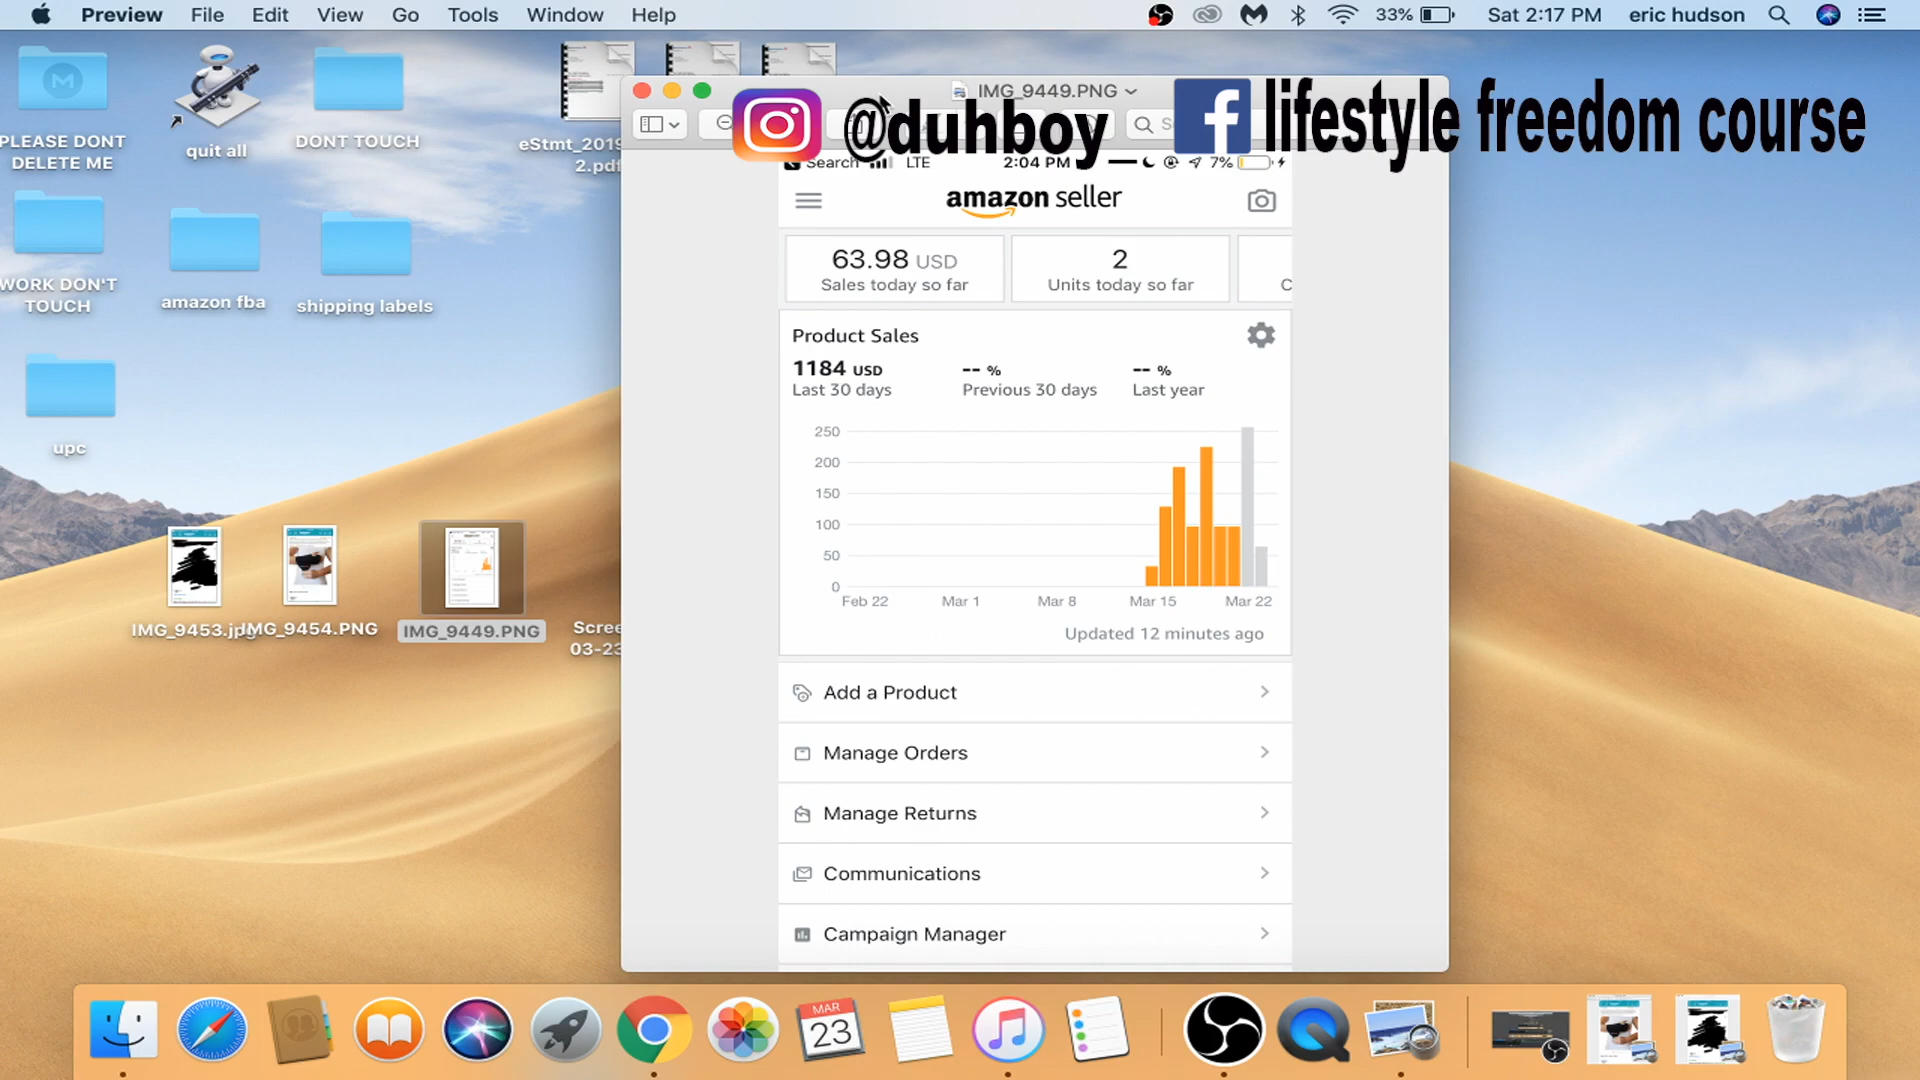 Preview File Edit View Go Tools Window Help 33% Sat 2:17 PM eric hudson
PLEASE DONT
DELETE ME
quit all
DONT TOUCH
eStmt_2019
2.pdf
WORK DON'T
TOUCH
amazon fba
shipping labels
upc
IMG_9453.jpg
IMG_9454.PNG
IMG_9449.PNG
Scree
03-23
IMG_9449.PNG
@duhboy
lifestyle freedom course
Search LTE 2:04 PM 7%
amazon seller
63.98 USD
Sales today so far
2
Units today so far
C
Product Sales
1184 USD
Last 30 days
-- %
Previous 30 days
-- %
Last year
250
200
150
100
50
0
Feb 22 Mar 1 Mar 8 Mar 15 Mar 22
Updated 12 minutes ago
Add a Product
Manage Orders
Manage Returns
Communications
Campaign Manager
MAR
23